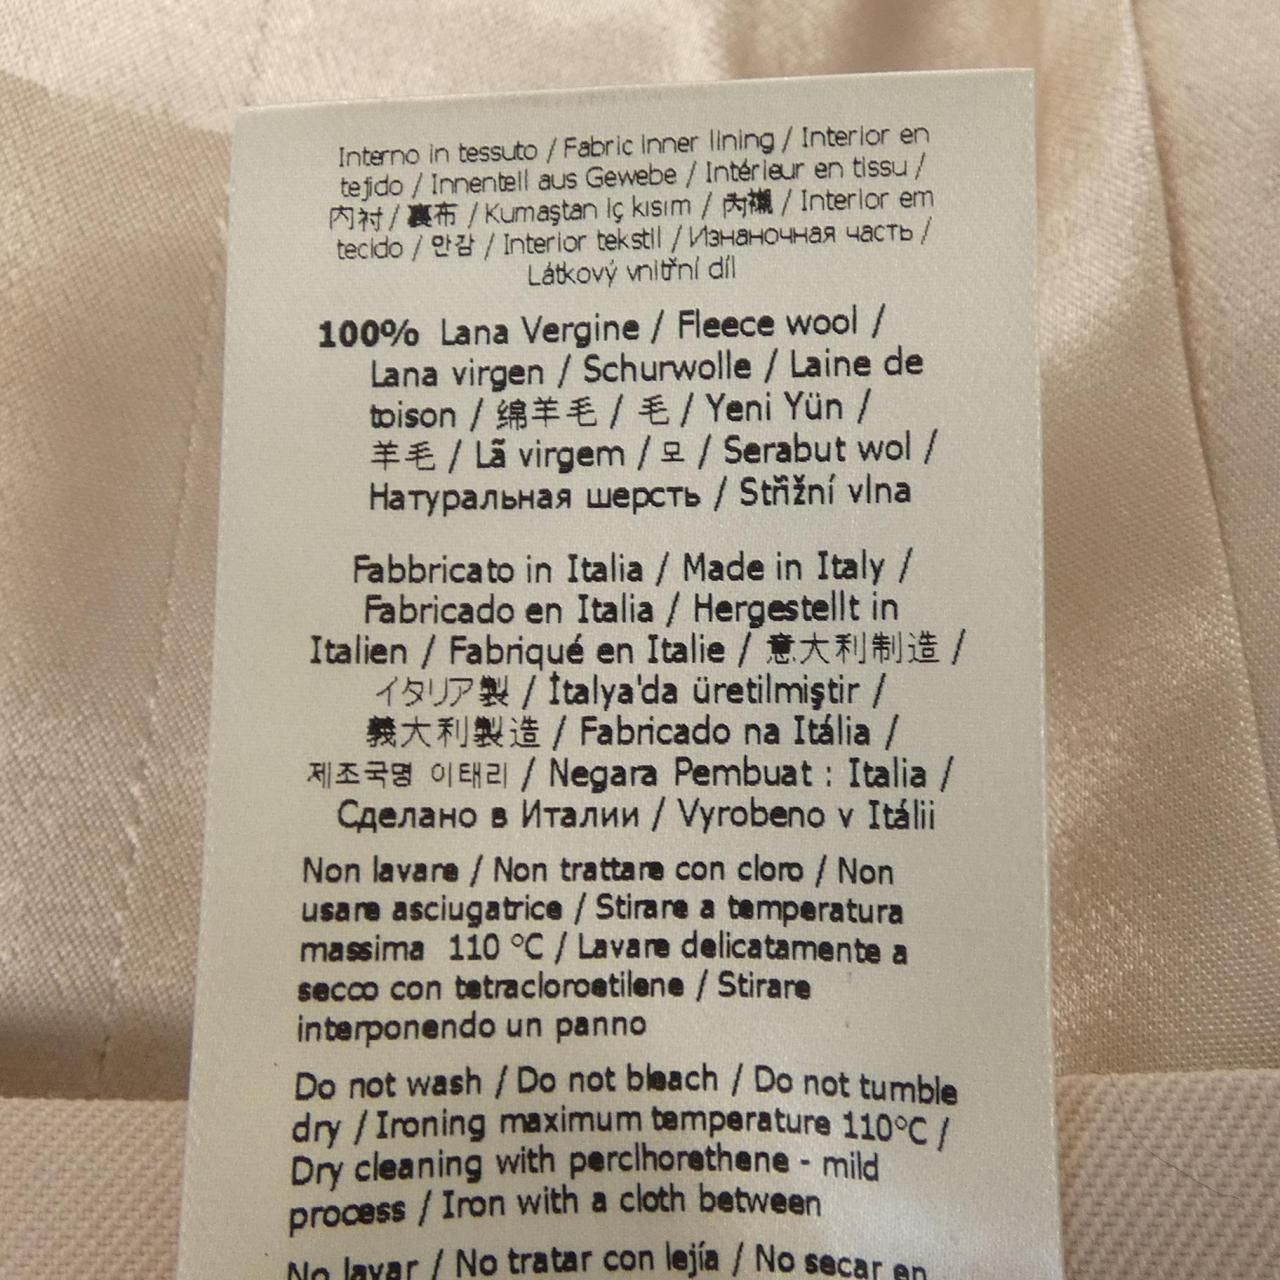 Interno in tessuto / Fabric inner lining / Interior en
tejido / Innenteil aus Gewebe / Intérieur en tissu /
内衬 / 裏布 / Kumaştan iç kısım / 內襯 / Interior em
tecido / 안감 / Interior tekstil / Изнаночная часть /
Látkový vnitřní díl
100% Lana Vergine / Fleece wool /
Lana virgen / Schurwolle / Laine de
toison / 绵羊毛 / 毛 / Yeni Yün /
羊毛 / Lã virgem / 모 / Serabut wol /
Натуральная шерсть / Střižní vlna
Fabbricato in Italia / Made in Italy /
Fabricado en Italia / Hergestellt in
Italien / Fabriqué en Italie / 意大利制造 /
イタリア製 / İtalya'da üretilmiştir /
義大利製造 / Fabricado na Itália /
제조국명 이태리 / Negara Pembuat : Italia /
Сделано в Италии / Vyrobeno v Itálii
Non lavare / Non trattare con cloro / Non
usare asciugatrice / Stirare a temperatura
massima 110 °C / Lavare delicatamente a
secco con tetracloroetilene / Stirare
interponendo un panno
Do not wash / Do not bleach / Do not tumble
dry / Ironing maximum temperature 110°C /
Dry cleaning with perclhorethene - mild
process / Iron with a cloth between
No lavar / No tratar con lejía / No secar en